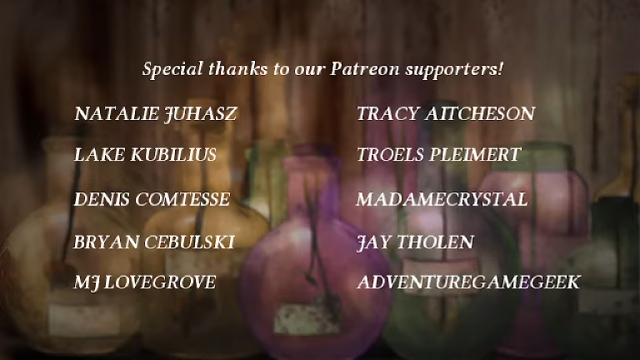 Special thanks to our Patreon supporters!
NATALIE JUHASZ
LAKE KUBILIUS
DENIS COMTESSE
BRYAN CEBULSKI
MJ LOVEGROVE
TRACY AITCHESON
TROELS PLEIMERT
MADAMECRYSTAL
JAY THOLEN
ADVENTUREGAMEGEEK